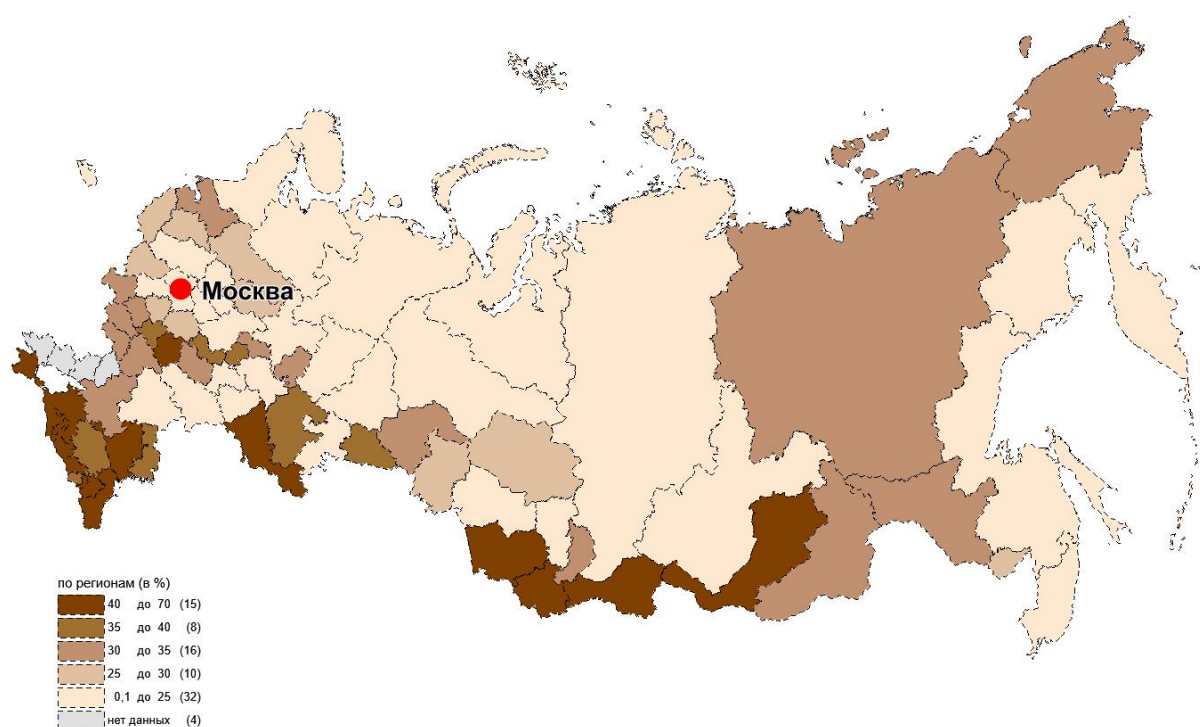 Москва
по регионам (в %)
40 до 70 (15)
35 до 40 (8)
30 до 35 (16)
25 до 30 (10)
0,1 до 25 (32)
нет данных (4)